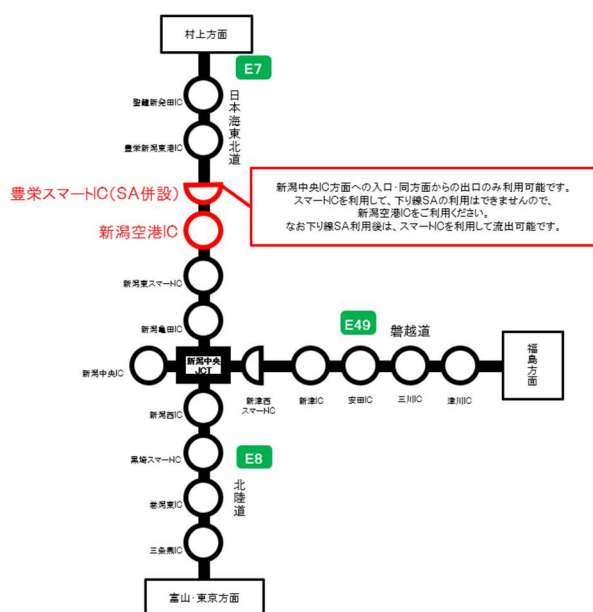 村上方面
E7
日本海東北道
聖籠新発田IC
豊栄新潟東港IC
豊栄スマートIC(SA併設)
新潟中央IC方面への入口・同方面からの出口のみ利用可能です。
スマートICを利用して、下り線SAの利用はできませんので、
新潟空港ICをご利用ください。
なお下り線SA利用後は、スマートICを利用して流出可能です。
新潟空港IC
新潟東スマートIC
新潟亀田IC
E49
磐越道
福島方面
新潟中央IC
新潟中央
JCT
新津西
スマートIC
新津IC
安田IC
三川IC
津川IC
新潟西IC
黒埼スマートIC
E8
北陸道
巻潟東IC
三条燕IC
富山・東京方面